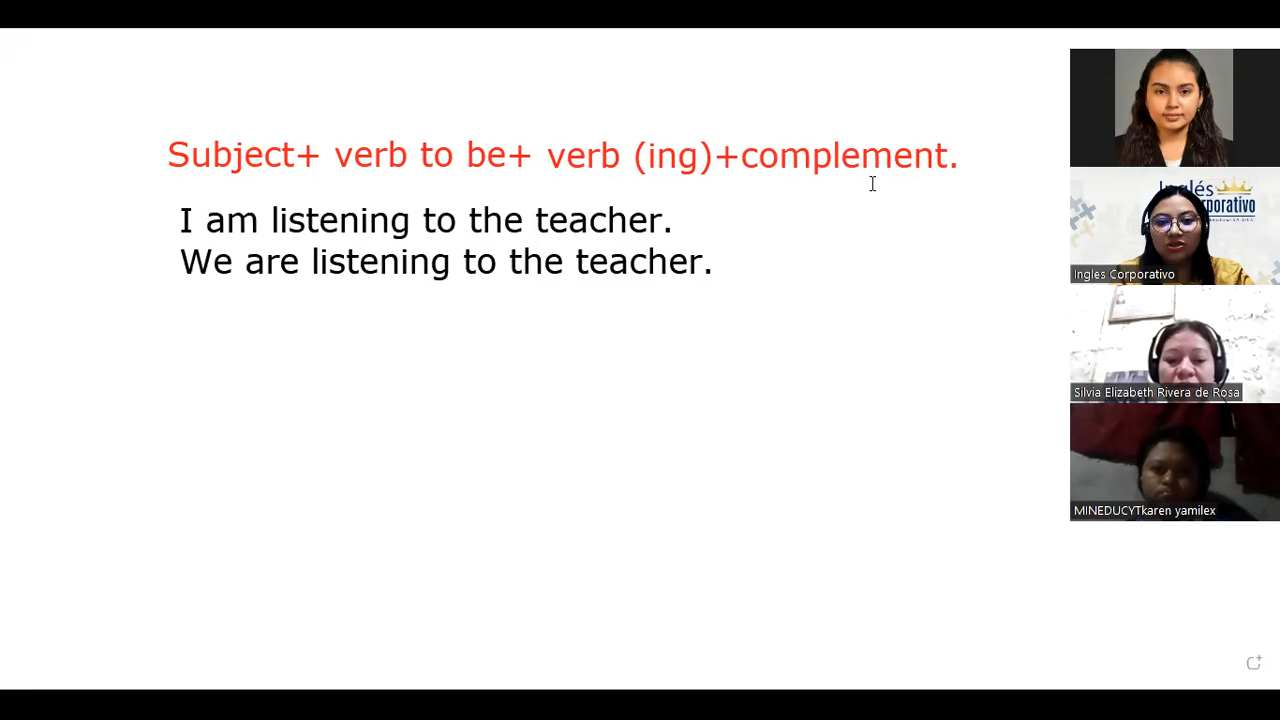 Subject+ verb to be+ verb (ing)+complement.
I am listening to the teacher.
We are listening to the teacher.
Inglés
Ingles Corporativo
Silvia Elizabeth Rivera de Rosa
MINEDUCYTkaren yamilex